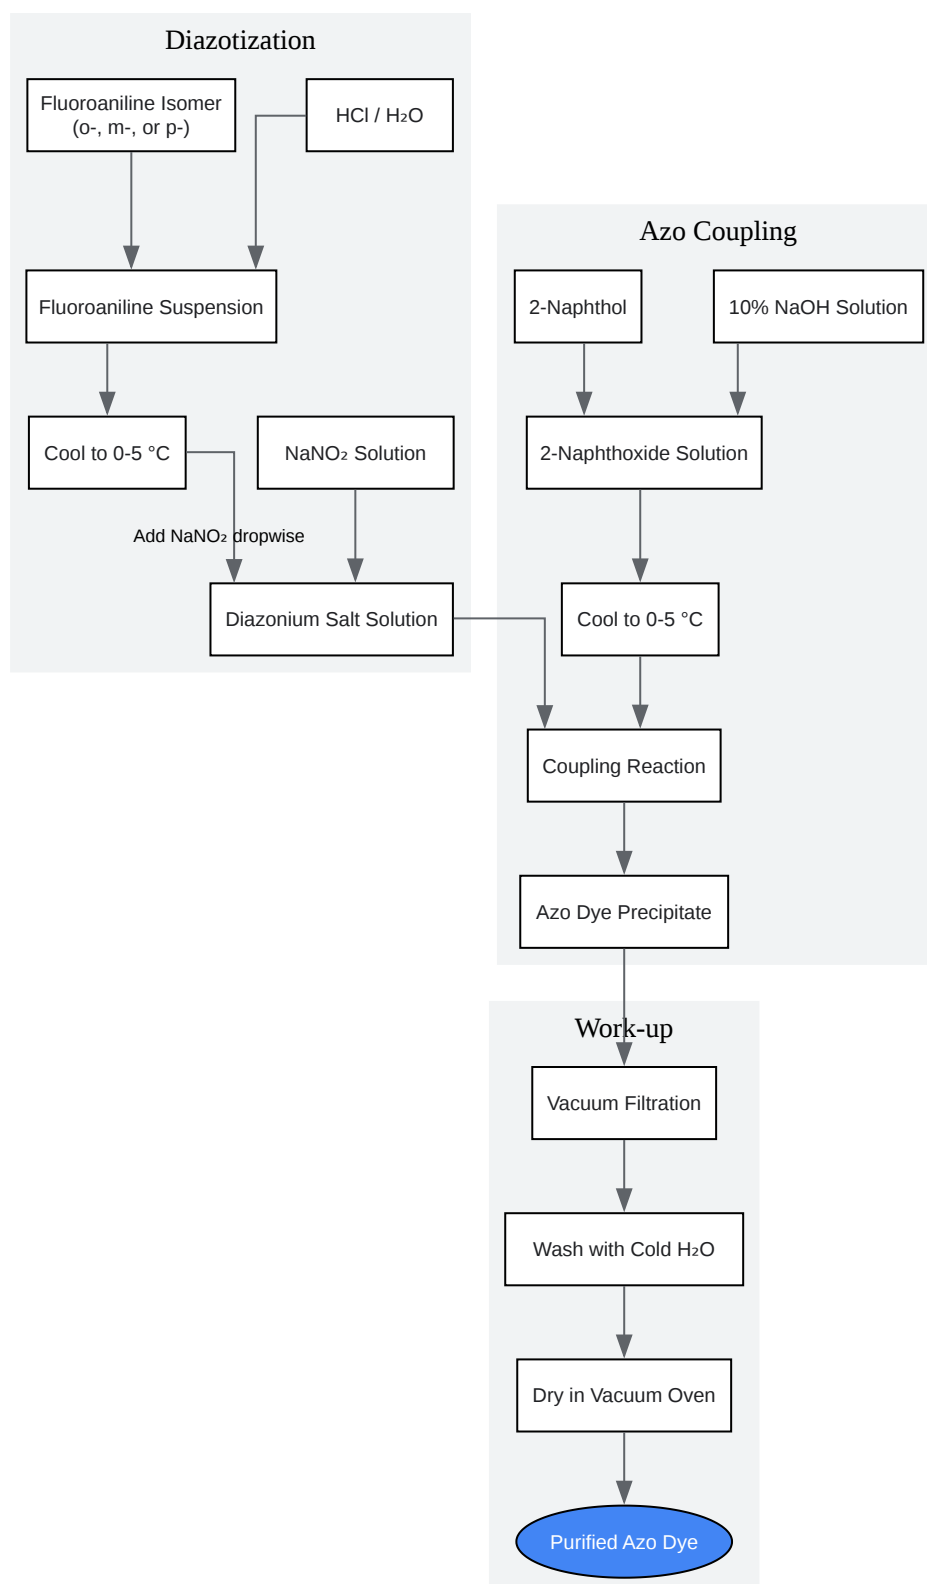 Diazotization
Fluoroaniline Isomer
(o-, m-, or p-)
HCl / H₂O
Fluoroaniline Suspension
Cool to 0-5 °C
NaNO₂ Solution
Add NaNO₂ dropwise
Diazonium Salt Solution
Azo Coupling
2-Naphthol
10% NaOH Solution
2-Naphthoxide Solution
Cool to 0-5 °C
Coupling Reaction
Azo Dye Precipitate
Work-up
Vacuum Filtration
Wash with Cold H₂O
Dry in Vacuum Oven
Purified Azo Dye